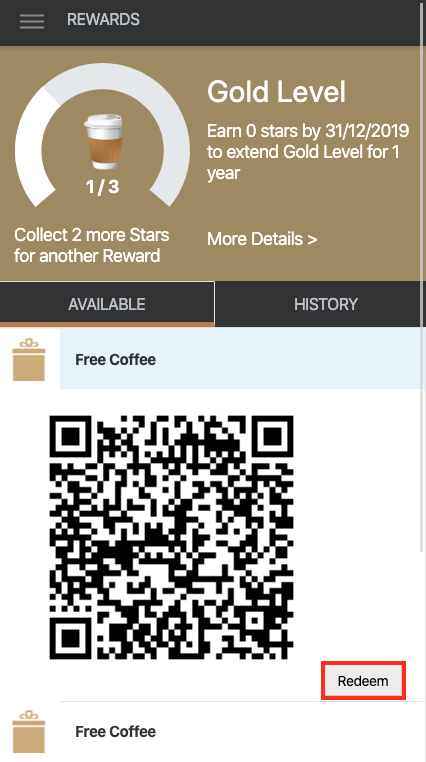 REWARDS
Gold Level
Earn 0 stars by 31/12/2019
to extend Gold Level for 1
year
1 / 3
Collect 2 more Stars
for another Reward
More Details >
AVAILABLE
HISTORY
Free Coffee
Redeem
Free Coffee